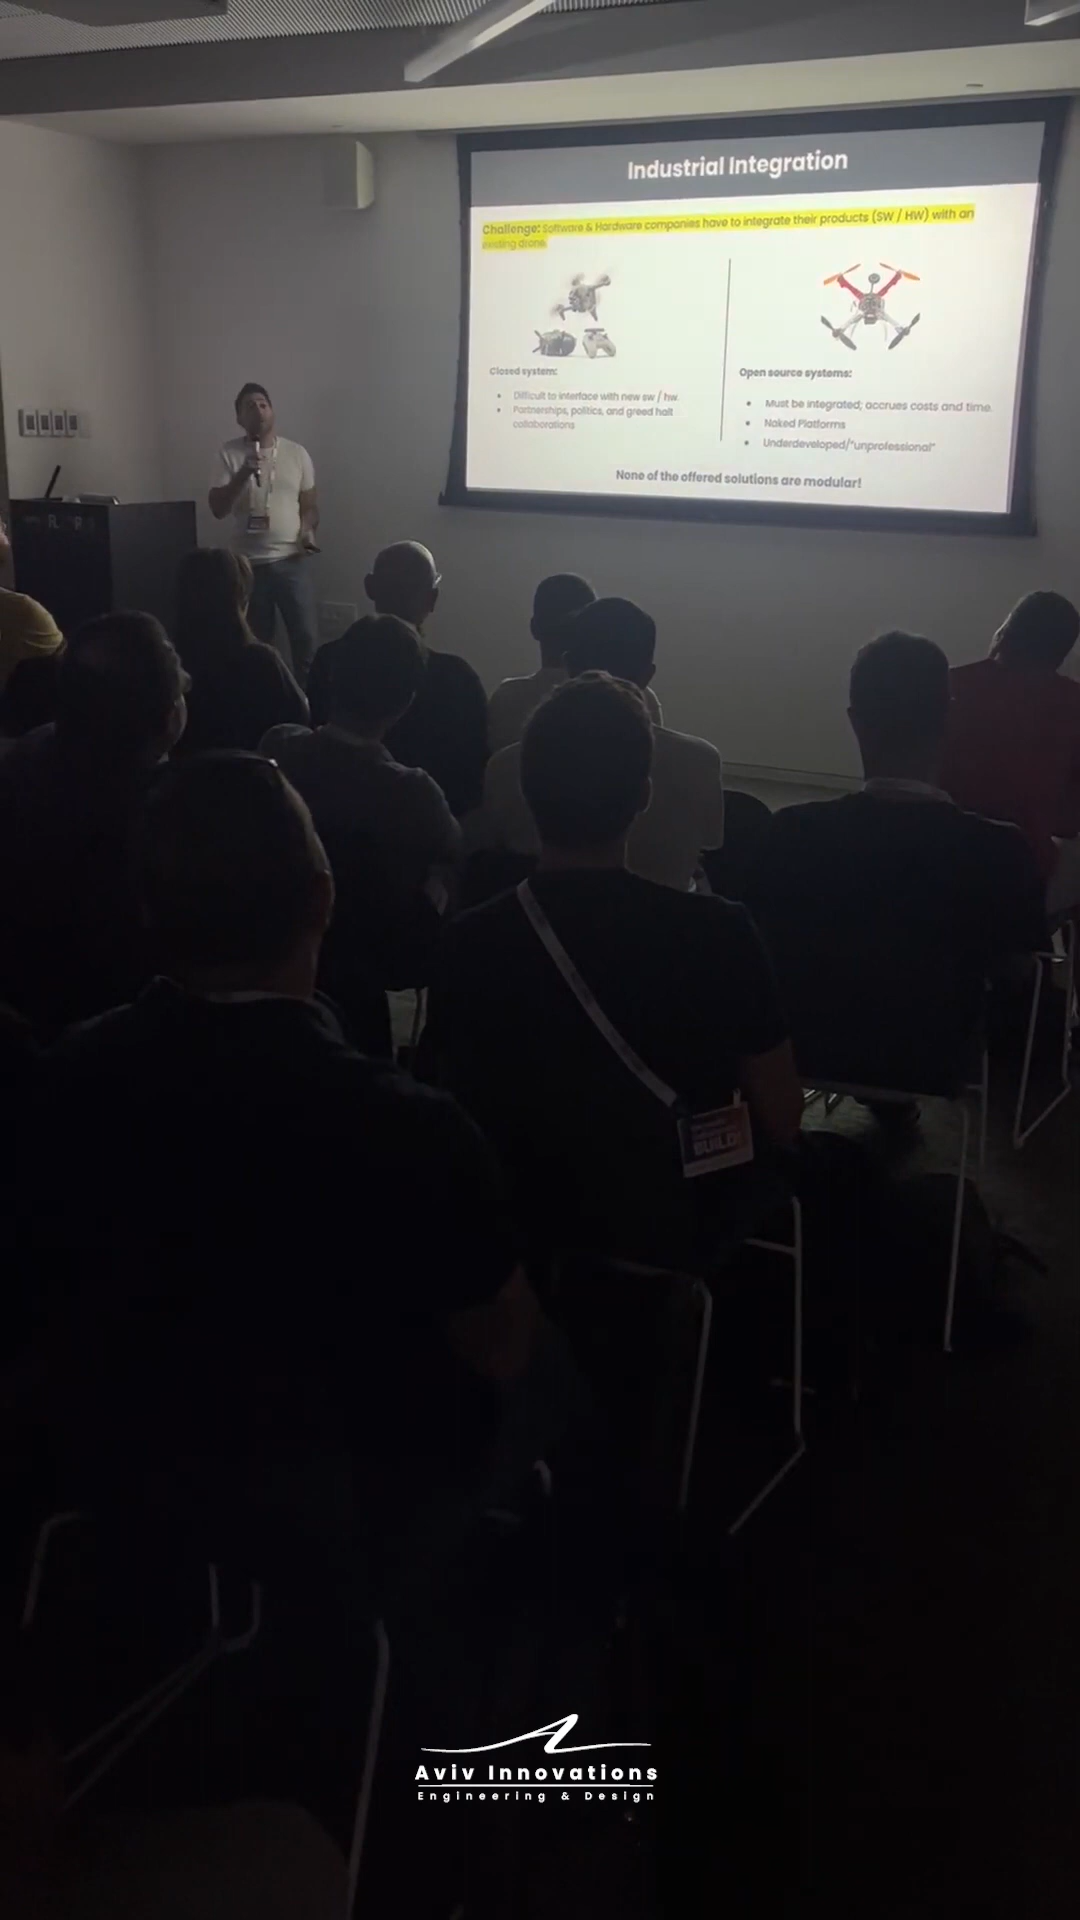 Industrial Integration
Challenge: Software & Hardware companies have to integrate their products (SW / HW) with an
existing drone.
Closed system:
• Difficult to interface with new sw / hw.
• Partnerships, politics, and greed halt
collaborations
Open source systems:
• Must be integrated; accrues costs and time.
• Naked Platforms
• Underdeveloped/"unprofessional"
None of the offered solutions are modular!
BUILD
Aviv Innovations
Engineering & Design